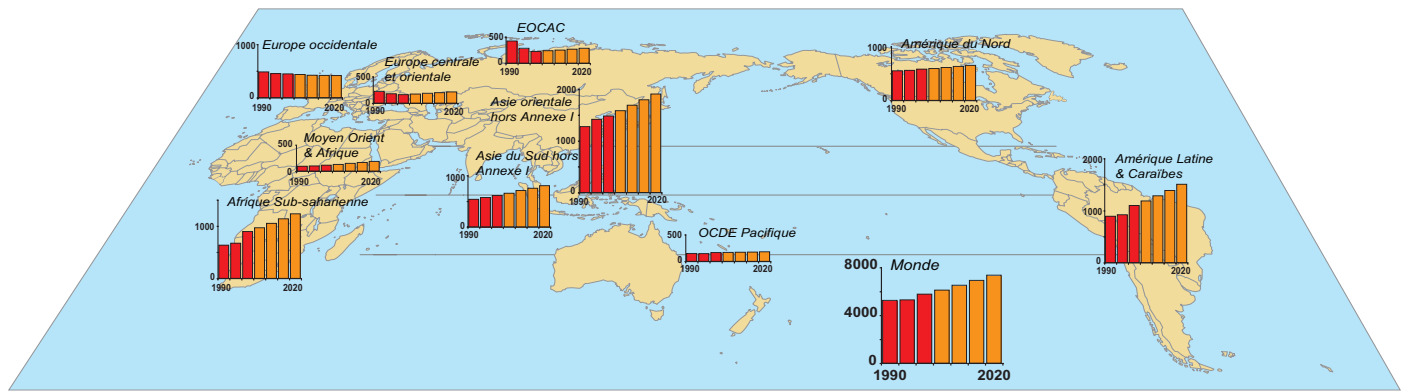 EOCAC
500
0
1990
2020
Europe occidentale
1000
0
1990
2020
Europe centrale
et orientale
500
0
1990
2020
Amérique du Nord
1000
0
1990
2020
Asie orientale
hors Annexe I
2000
1000
0
1990
2020
Moyen Orient
& Afrique
500
0
1990
2020
Asie du Sud hors
Annexe I
1000
0
1990
2020
Amérique Latine
& Caraïbes
2000
1000
0
1990
2020
Afrique Sub-saharienne
1000
0
1990
2020
OCDE Pacifique
500
0
1990
2020
Monde
8000
4000
0
1990
2020